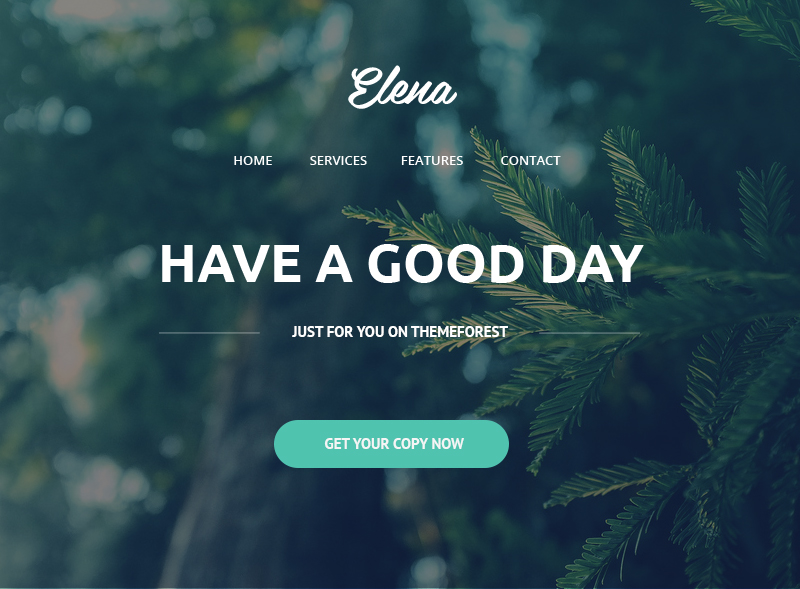 Elena
HOME SERVICES FEATURES CONTACT
HAVE A GOOD DAY
JUST FOR YOU ON THEMEFOREST
GET YOUR COPY NOW